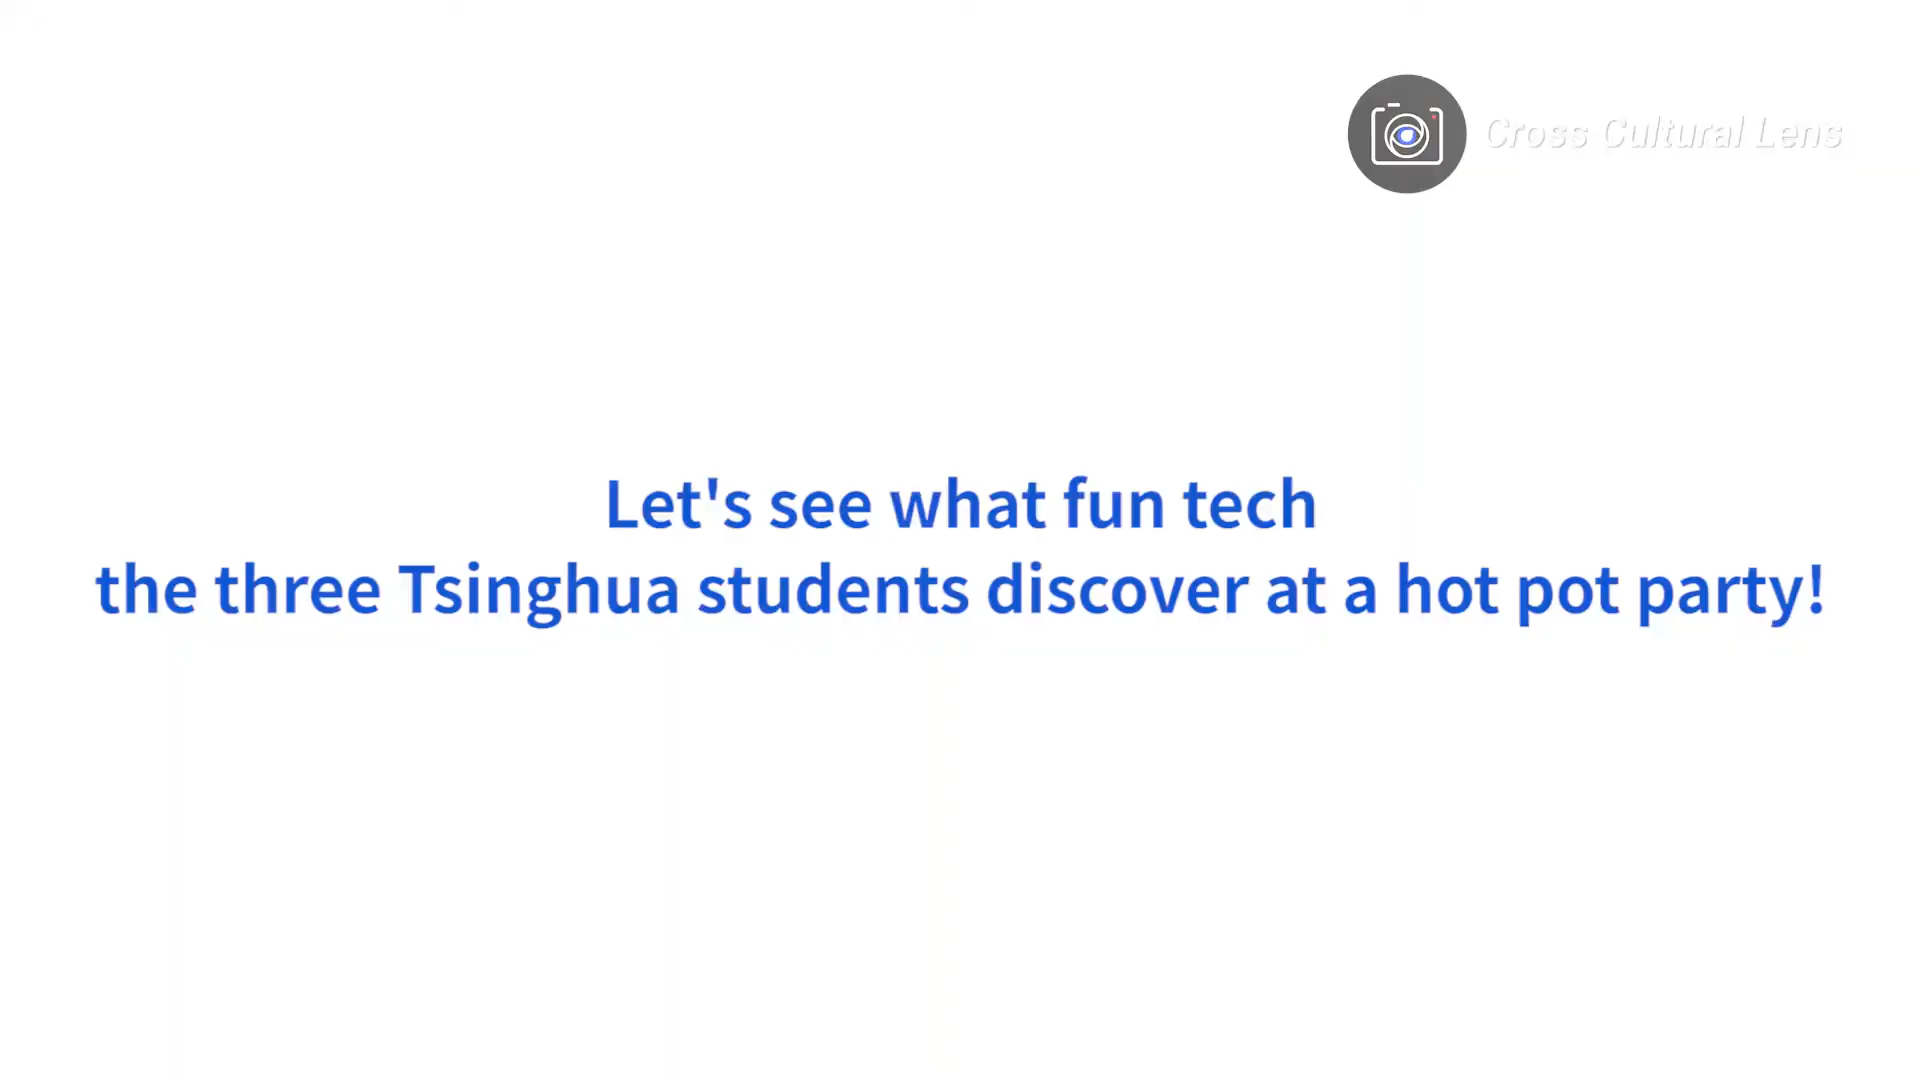 Cross Cultural Lens
Let's see what fun tech
the three Tsinghua students discover at a hot pot party!